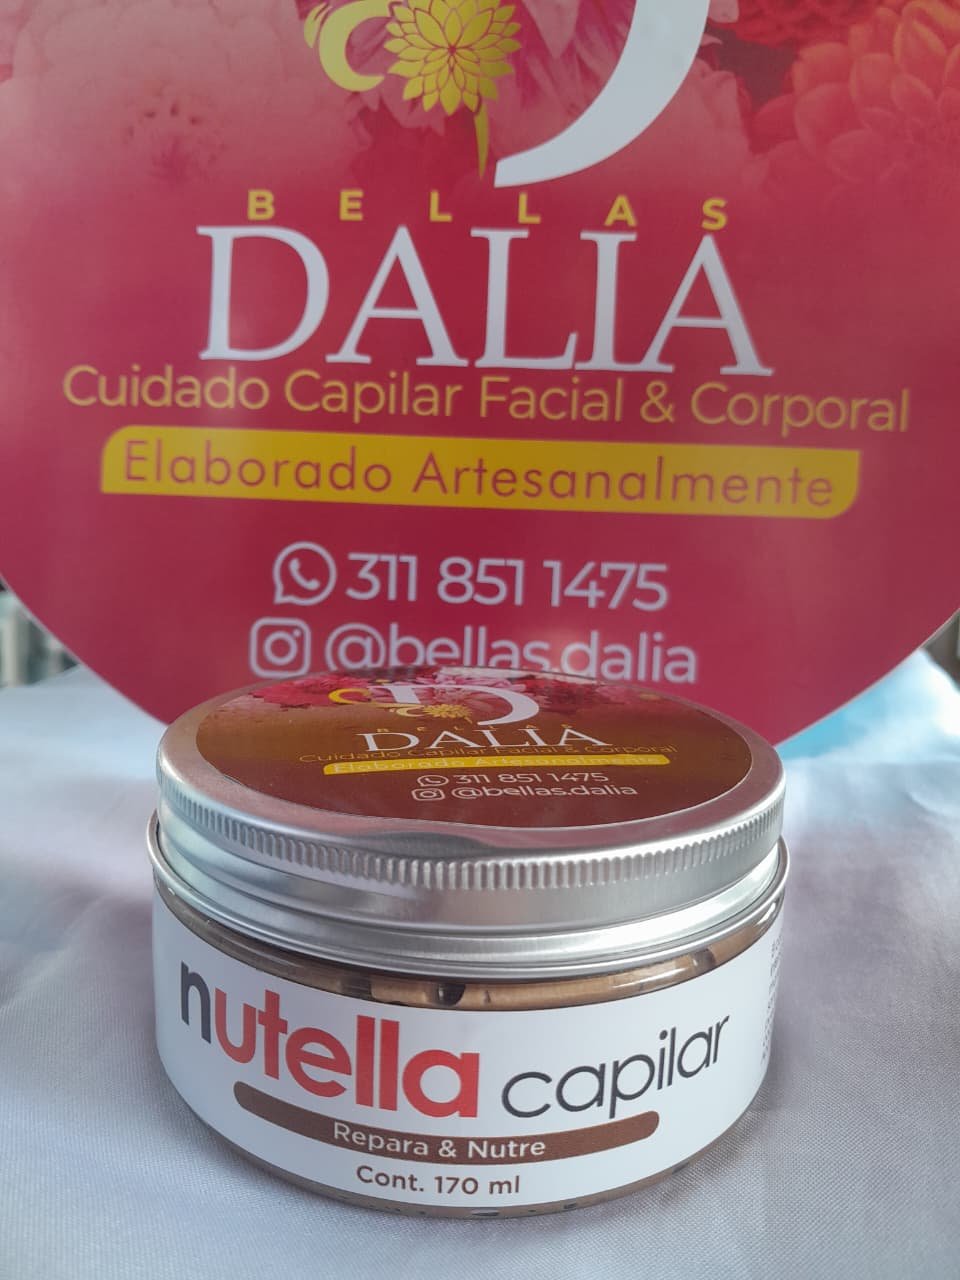 BELLAS
DALIA
Cuidado Capilar Facial & Corporal
Elaborado Artesanalmente
311 851 1475
@bellas.dalia
BELLAS
DALIA
Cuidado Capilar Facial & Corporal
Elaborado Artesanalmente
311 851 1475
@bellas.dalia
nutella capilar
Repara & Nutre
Cont. 170 ml